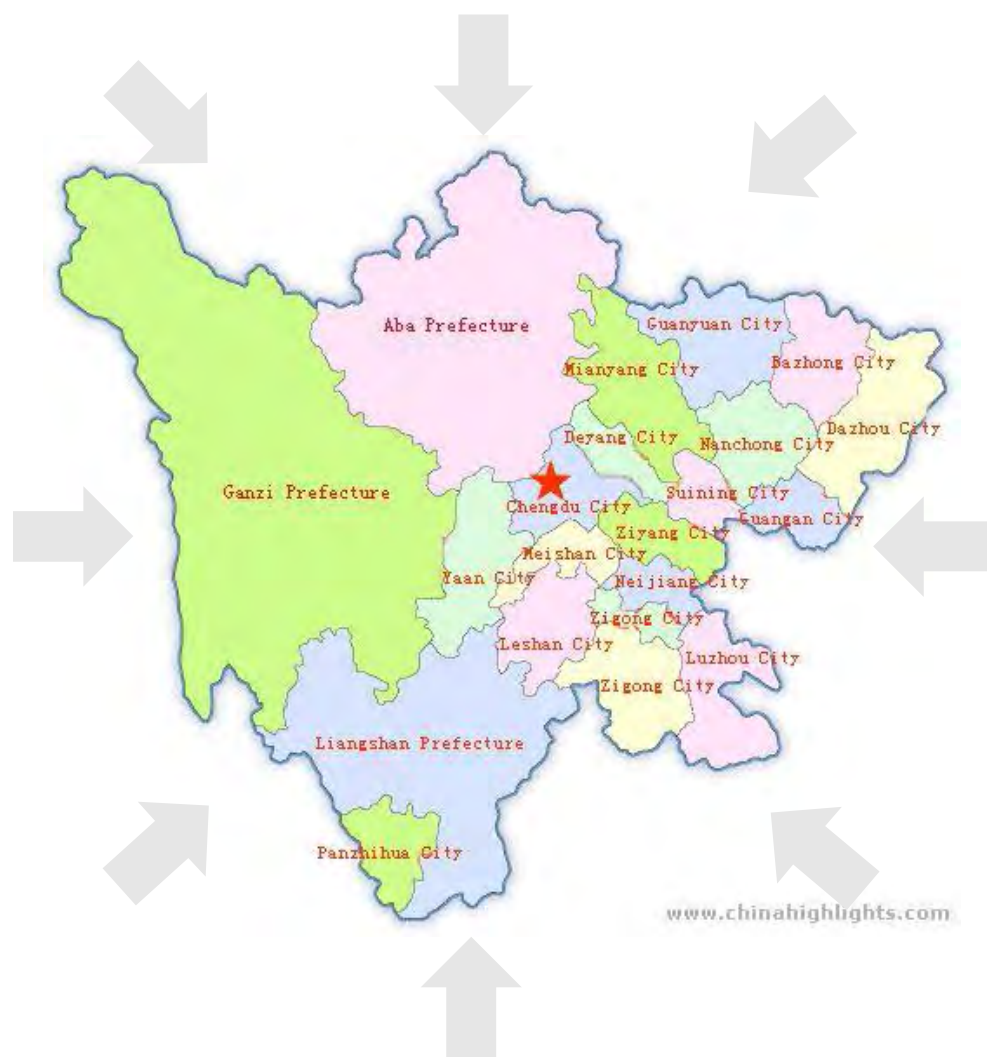 Aba Prefecture
Guanyuan City
Mianyang City
Bazhong City
Dazhou City
Deyang City
Nanchong City
Ganzi Prefecture
Suining City
Chengdu City
Guangan City
Ziyang City
Meishan City
Yaan City
Neijiang City
Zigong City
Leshan City
Luzhou City
Zigong City
Liangshan Prefecture
Panzhihua City
www.chinahighlights.com